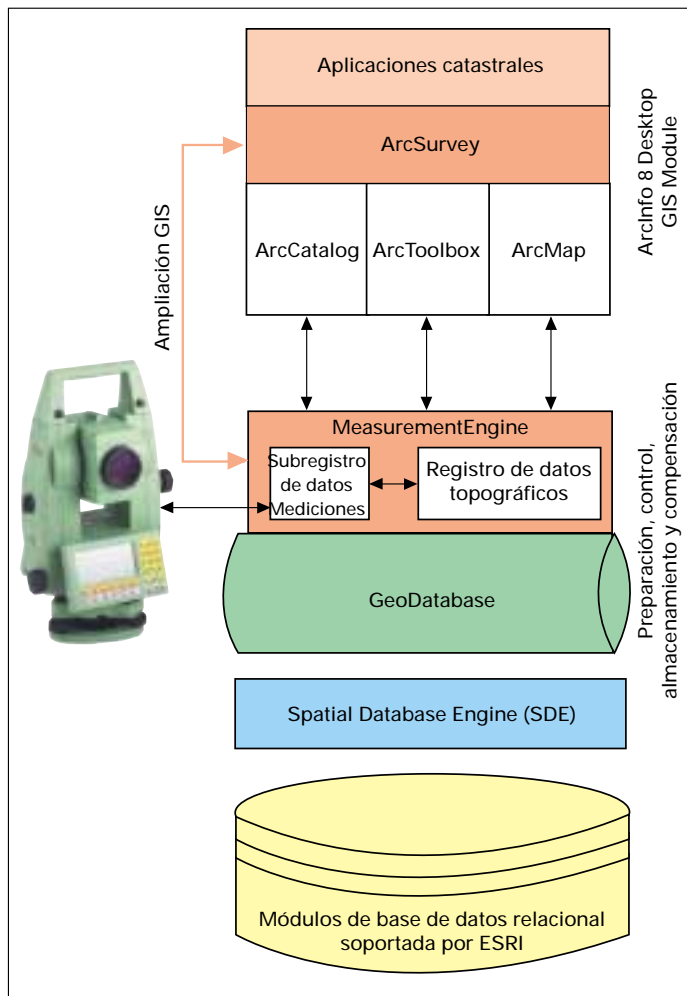 Aplicaciones catastrales
ArcSurvey
ArcCatalog
ArcToolbox
ArcMap
ArcInfo 8 Desktop
GIS Module
Ampliación GIS
MeasurementEngine
Subregistro
de datos
Mediciones
Registro de datos
topográficos
GeoDatabase
Preparación, control,
almacenamiento y compensación
Spatial Database Engine (SDE)
Módulos de base de datos relacional
soportada por ESRI